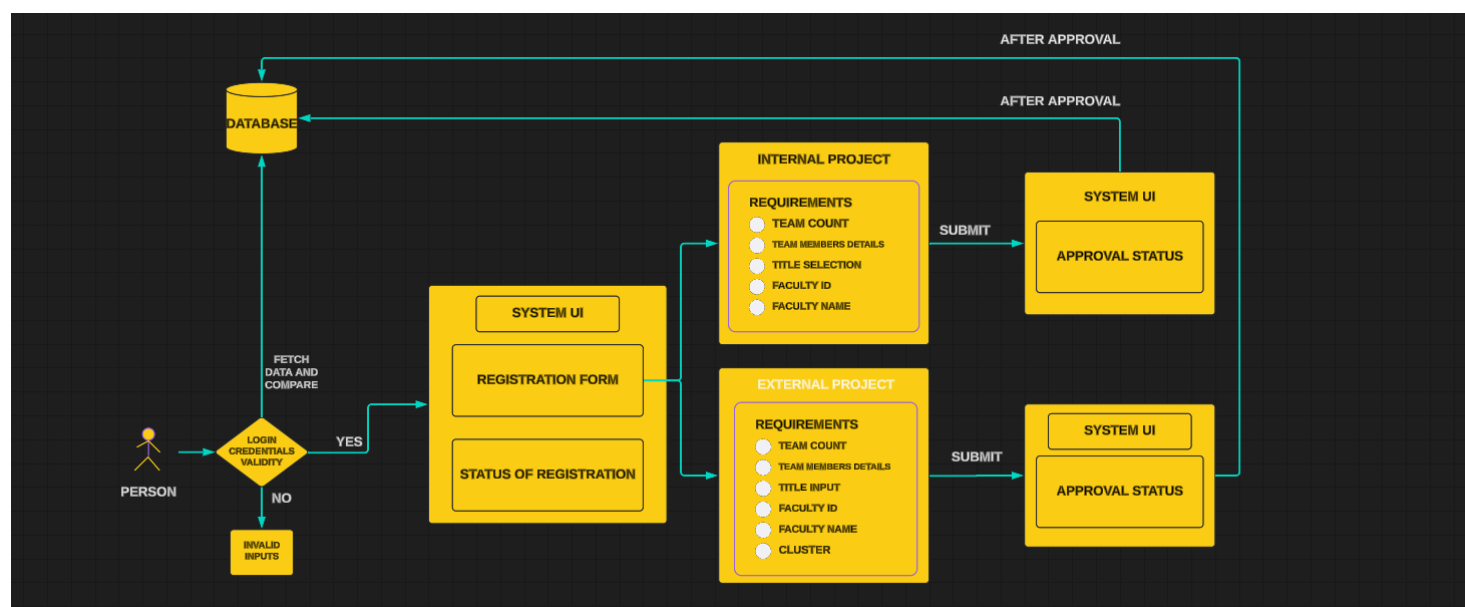 AFTER APPROVAL
AFTER APPROVAL
DATABASE
INTERNAL PROJECT
REQUIREMENTS
TEAM COUNT
TEAM MEMBERS DETAILS
TITLE SELECTION
FACULTY ID
FACULTY NAME
SUBMIT
SYSTEM UI
APPROVAL STATUS
SYSTEM UI
REGISTRATION FORM
STATUS OF REGISTRATION
FETCH
DATA AND
COMPARE
EXTERNAL PROJECT
REQUIREMENTS
TEAM COUNT
TEAM MEMBERS DETAILS
TITLE INPUT
FACULTY ID
FACULTY NAME
CLUSTER
SUBMIT
SYSTEM UI
APPROVAL STATUS
LOGIN
CREDENTIALS
VALIDITY
YES
PERSON
NO
INVALID
INPUTS